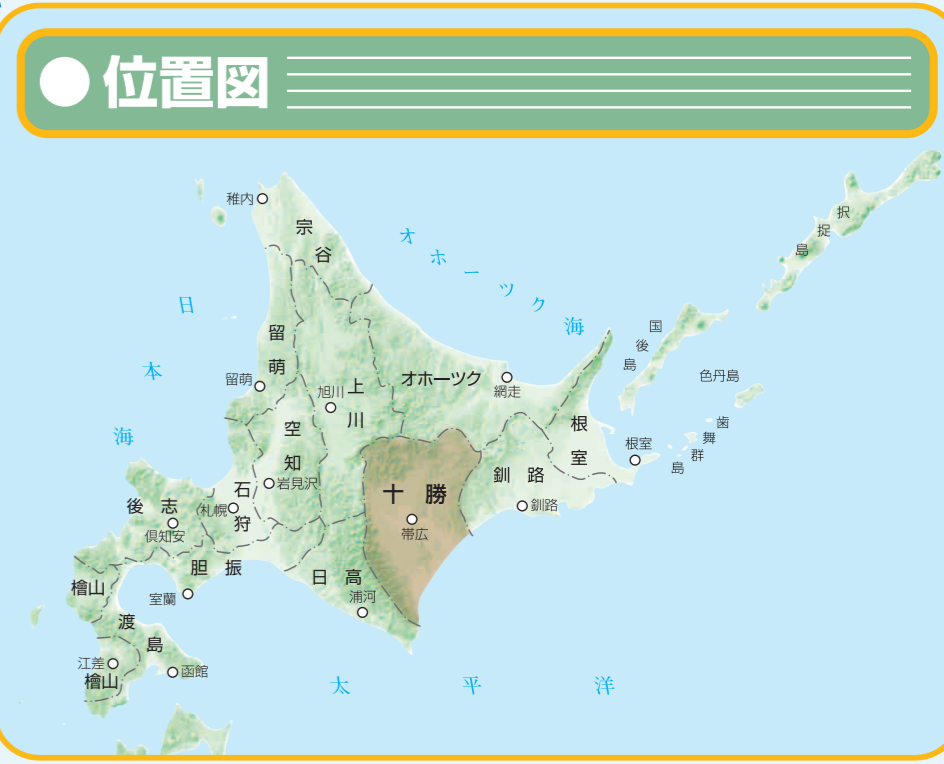 ●位置図
稚内
宗谷
オホーツク海
択捉島
日本海
留萌
国後島
留萌
旭川
上川
オホーツク
網走
色丹島
歯舞群島
根室
根室
空知
岩見沢
十勝
帯広
釧路
釧路
後志
倶知安
石狩
札幌
胆振
室蘭
日高
浦河
檜山
渡島
江差
檜山
函館
太平洋